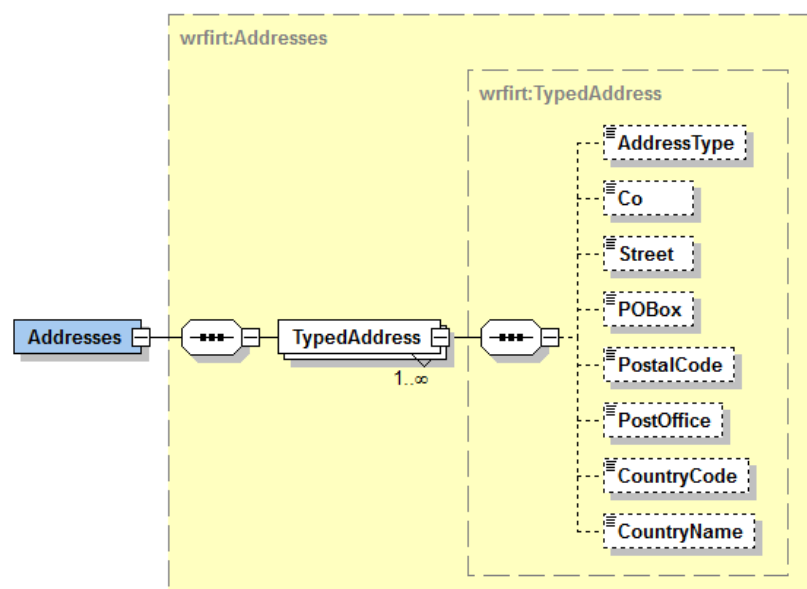 wrfirt:Addresses
wrfirt:TypedAddress
AddressType
Co
Street
POBox
Addresses
TypedAddress
1..∞
PostalCode
PostOffice
CountryCode
CountryName